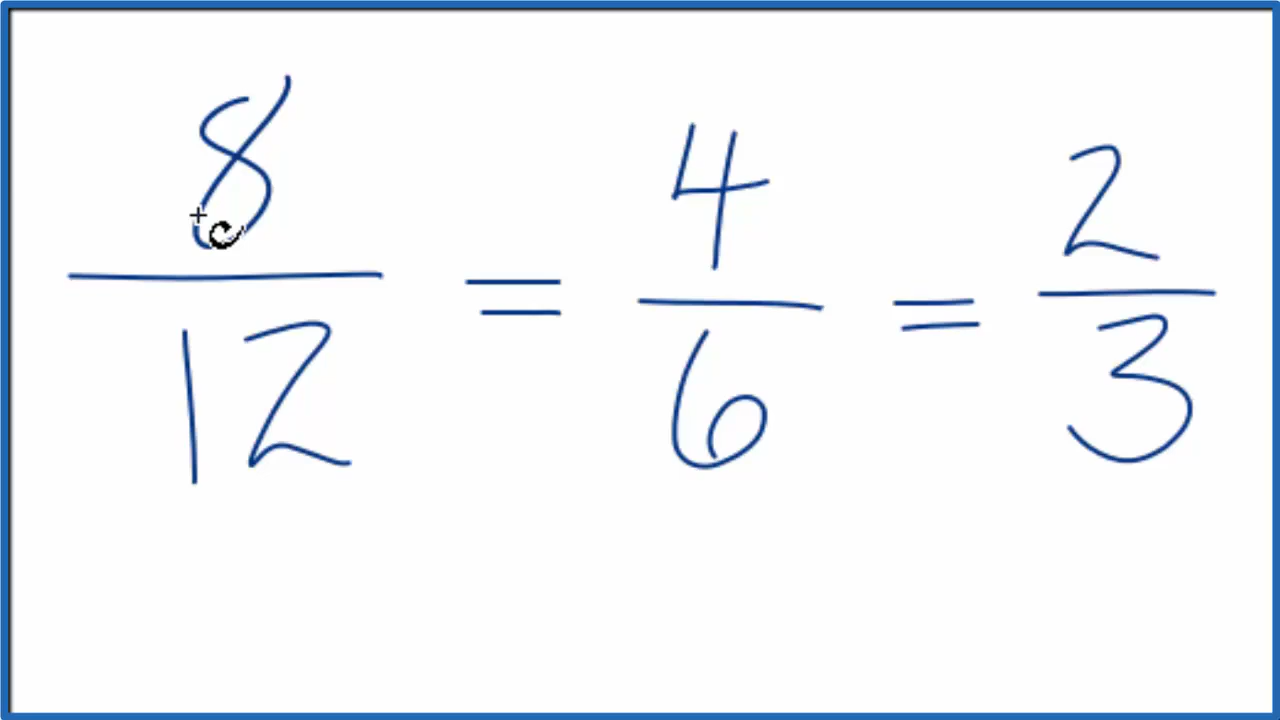 8/12 = 4/6 = 2/3